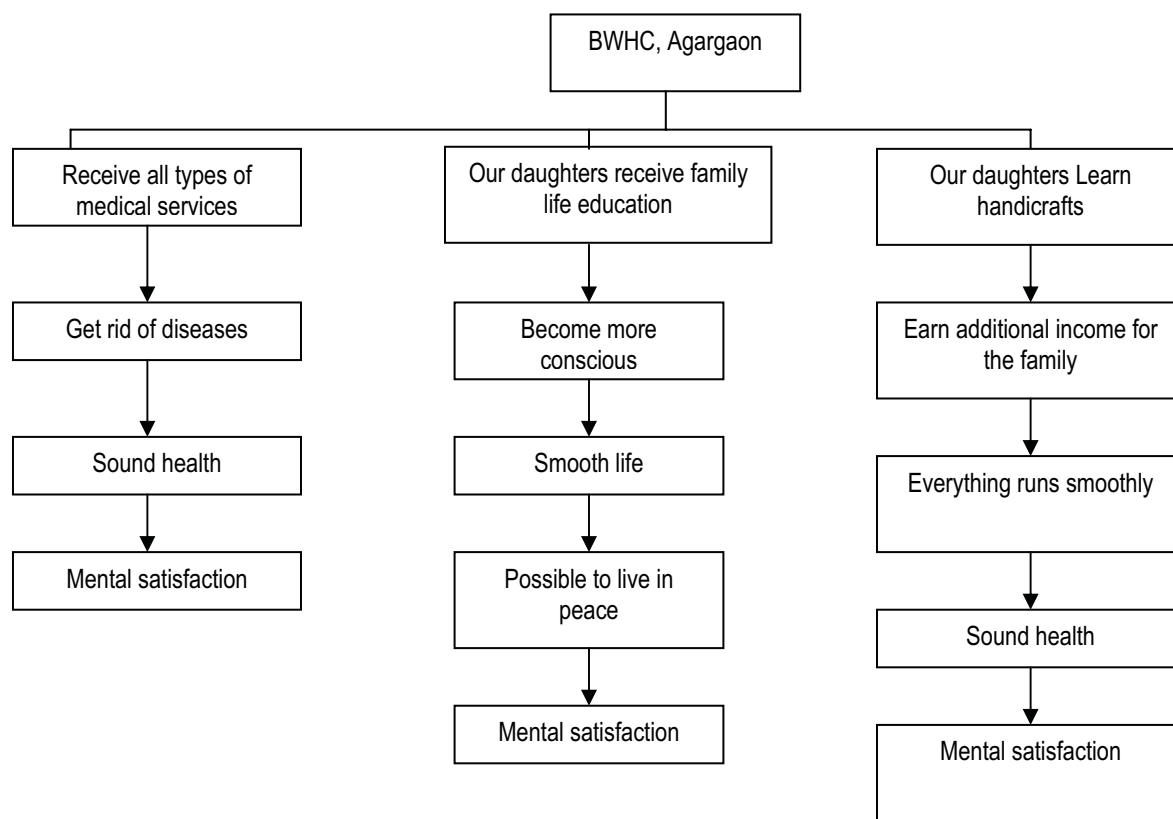 BWHC, Agargaon
Receive all types of
medical services
Get rid of diseases
Sound health
Mental satisfaction
Our daughters receive family
life education
Become more
conscious
Smooth life
Possible to live in
peace
Mental satisfaction
Our daughters Learn
handicrafts
Earn additional income for
the family
Everything runs smoothly
Sound health
Mental satisfaction